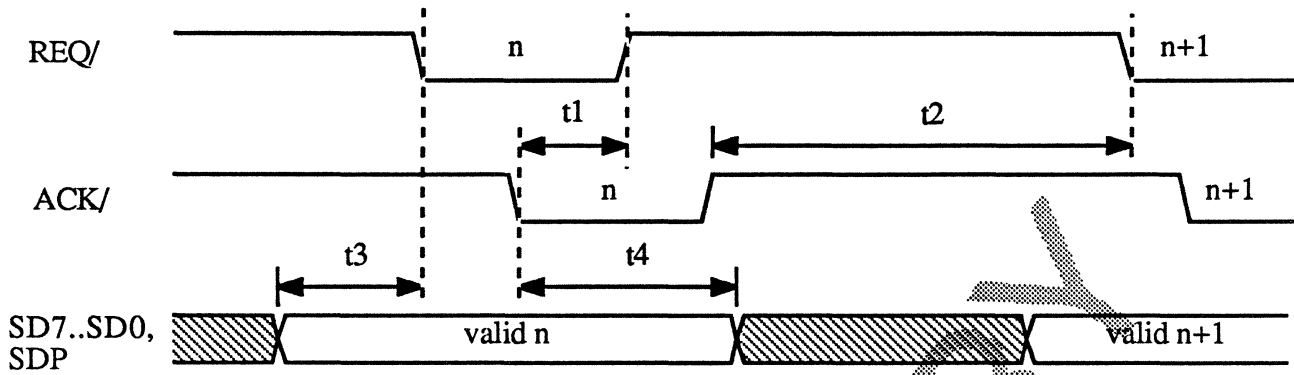 n
n+1
REQ/
t1
t2
n
n+1
ACK/
t3
t4
SD7..SD0,
SDP
valid n
valid n+1